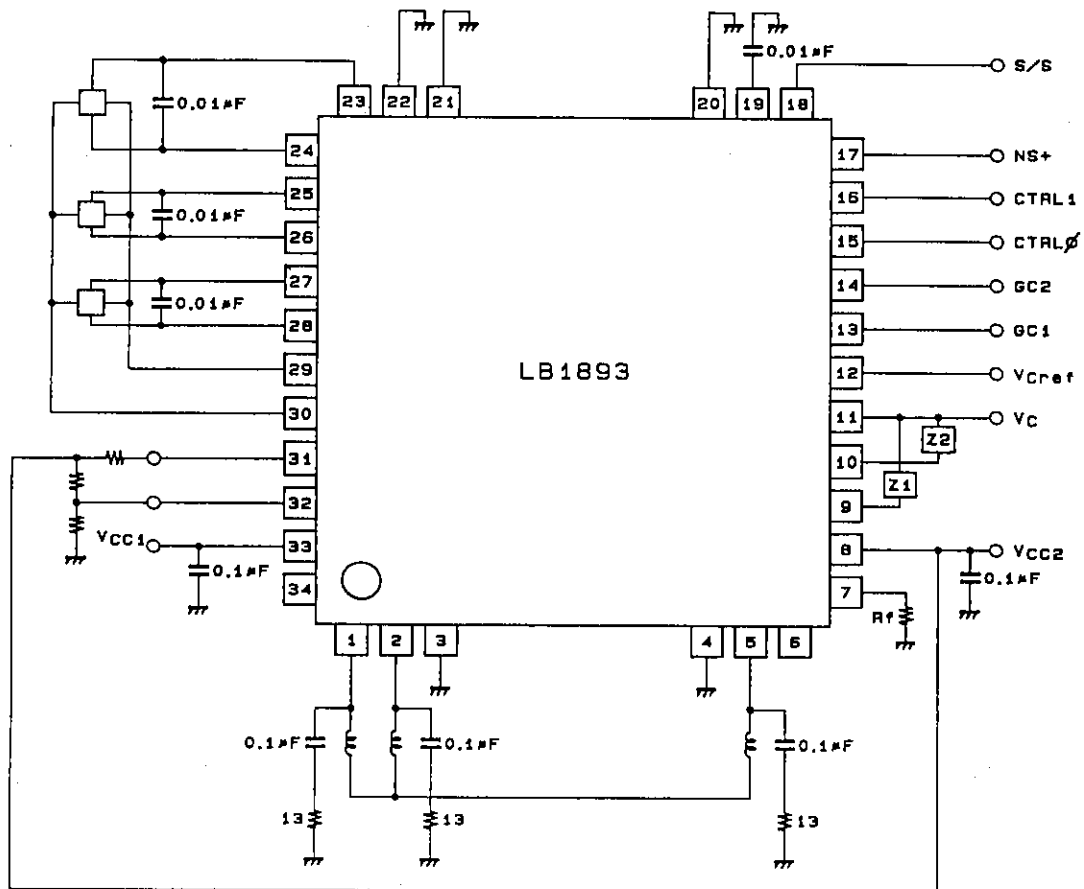 0.01µF
S/S
23
22
21
20
19
18
0.01µF
24
17
NS+
25
16
CTRL1
0.01µF
26
15
CTRLØ
27
14
GC2
0.01µF
28
13
GC1
29
LB1893
12
VCref
30
11
VC
Z2
31
10
Z1
32
9
VCC1
33
8
VCC2
0.1µF
0.1µF
34
7
Rf
1
2
3
4
5
6
0.1µF
0.1µF
0.1µF
13
13
13